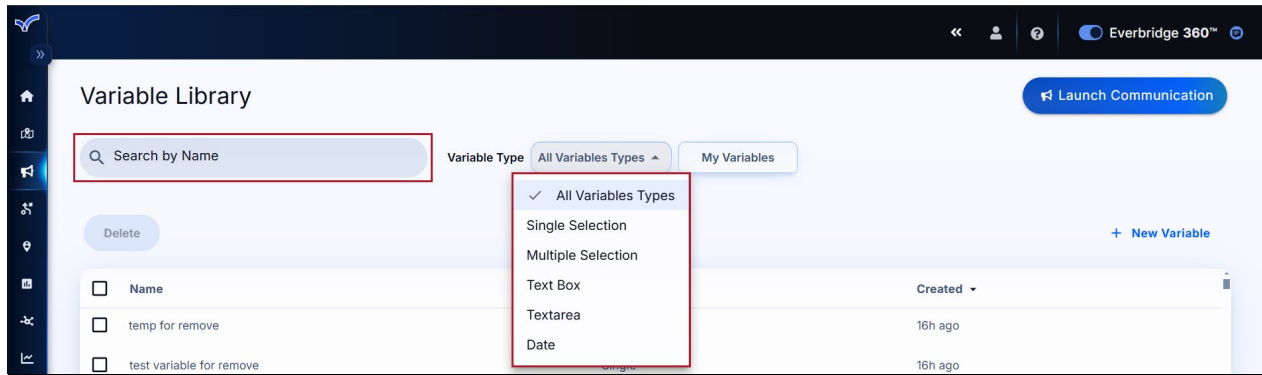 Everbridge 360™
Variable Library
Launch Communication
Search by Name
Variable Type
All Variables Types
My Variables
All Variables Types
Single Selection
Multiple Selection
Text Box
Textarea
Date
Delete
+ New Variable
Name
Created
temp for remove
16h ago
test variable for remove
Single
16h ago